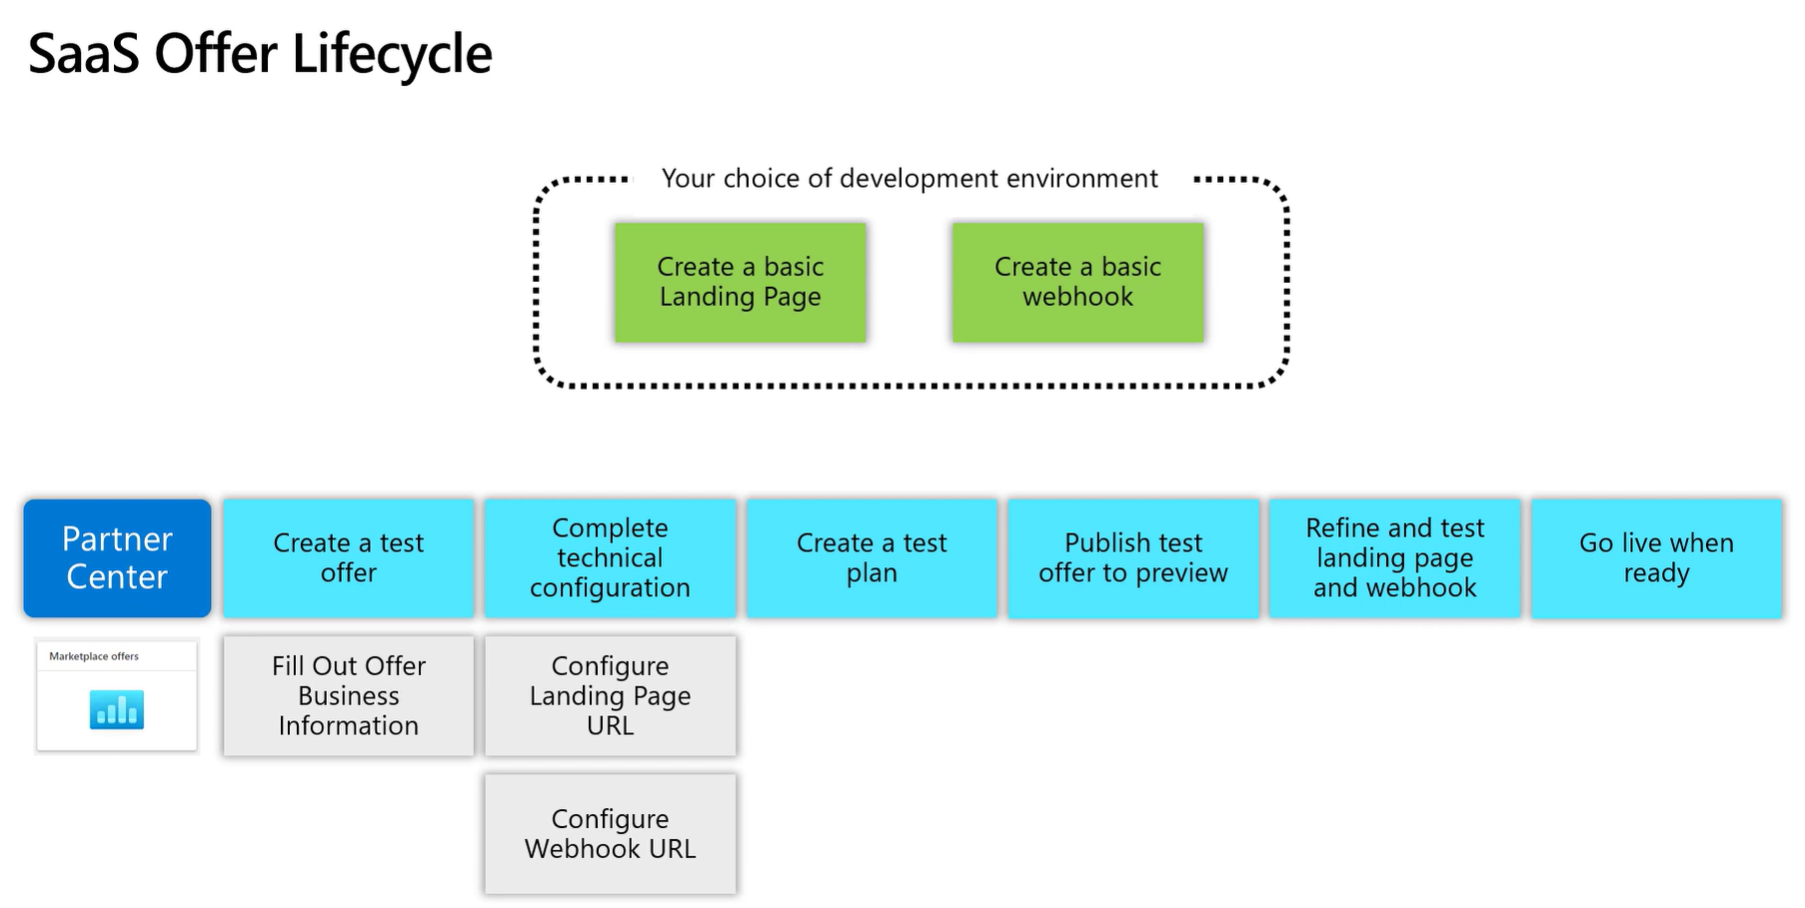 SaaS Offer Lifecycle
Your choice of development environment
Create a basic
Landing Page
Create a basic
webhook
Partner
Center
Create a test
offer
Complete
technical
configuration
Create a test
plan
Publish test
offer to preview
Refine and test
landing page
and webhook
Go live when
ready
Marketplace offers
Fill Out Offer
Business
Information
Configure
Landing Page
URL
Configure
Webhook URL